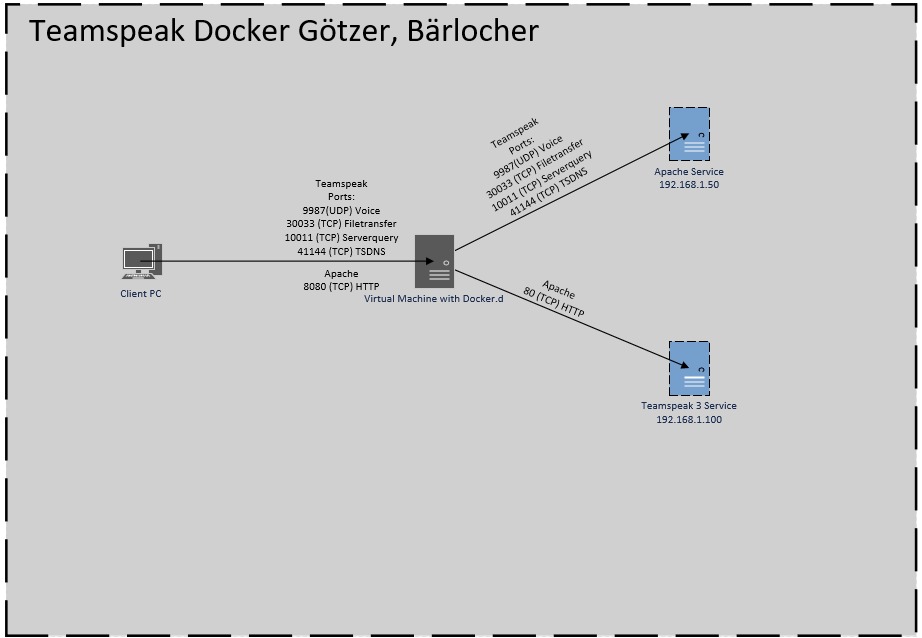 Teamspeak Docker Götzer, Bärlocher
Teamspeak
Ports:
9987(UDP) Voice
30033 (TCP) Filetransfer
10011 (TCP) Serverquery
41144 (TCP) TSDNS
Apache
8080 (TCP) HTTP
Client PC
Virtual Machine with Docker.d
Teamspeak
Ports:
9987(UDP) Voice
30033 (TCP) Filetransfer
10011 (TCP) Serverquery
41144 (TCP) TSDNS
Apache Service
192.168.1.50
Apache
80 (TCP) HTTP
Teamspeak 3 Service
192.168.1.100